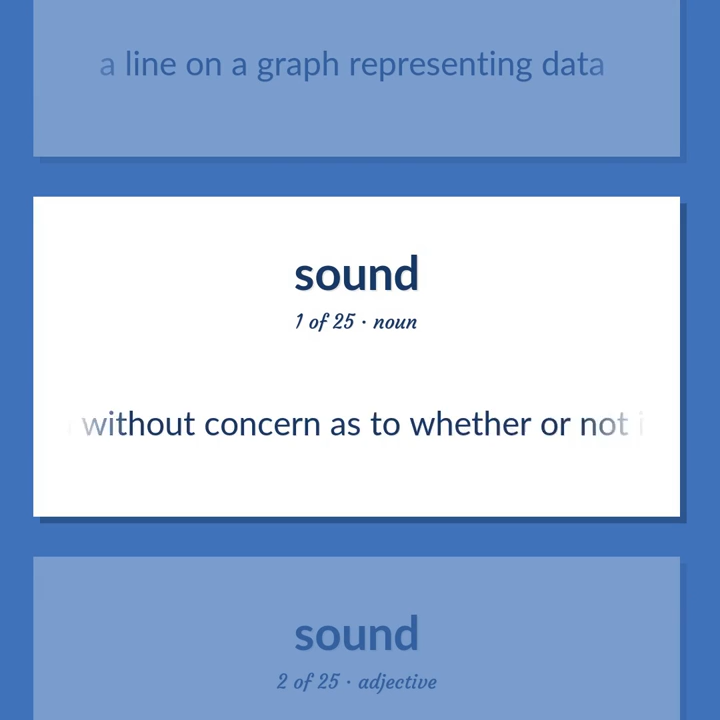 a line on a graph representing data
sound
1 of 25 · noun
without concern as to whether or not
sound
2 of 25 · adjective